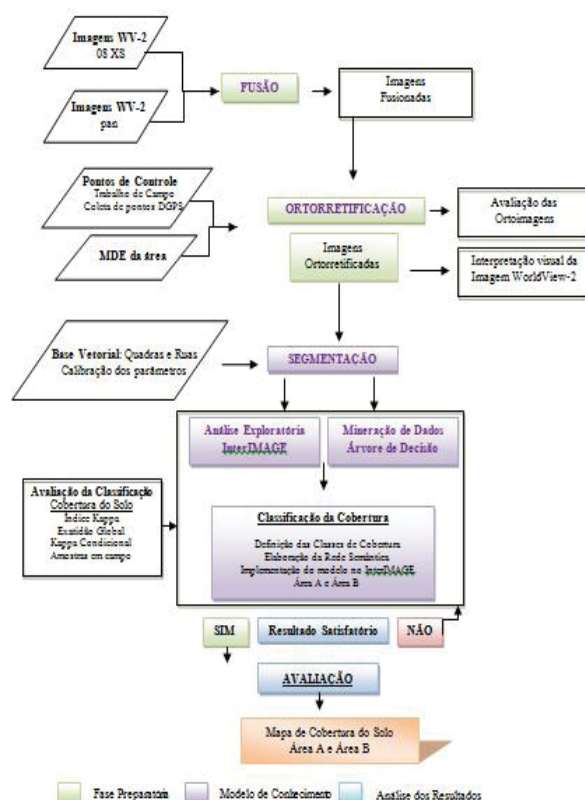 Imagens WV-2
08 XS
FUSÃO
Imagens
Fusionadas
Imagens WV-2
pan
Pontos de Controle
Trabalho de Campo
Coleta de pontos DGPS
ORTORRETIFICAÇÃO
Avaliação das
Ortoimagens
MDE da área
Imagens
Ortorretificadas
Interpretação visual da
Imagem WorldView-2
Base Vetorial: Quadras e Ruas
Calibração dos parâmetros
SEGMENTAÇÃO
Análise Exploratória
InterIMAGE
Mineração de Dados
Árvore de Decisão
Avaliação da Classificação
Cobertura do Solo
Índice Kappa
Exatidão Global
Kappa Condicional
Amostras em campo
Classificação da Cobertura
Definição das Classes de Cobertura
Elaboração da Rede Semântica
Implementação do modelo no InterIMAGE
Área A e Área B
SIM
Resultado Satisfatório
NÃO
AVALIAÇÃO
Mapa de Cobertura do Solo
Área A e Área B
Fase Preparatória
Modelo de Conhecimento
Análise dos Resultados